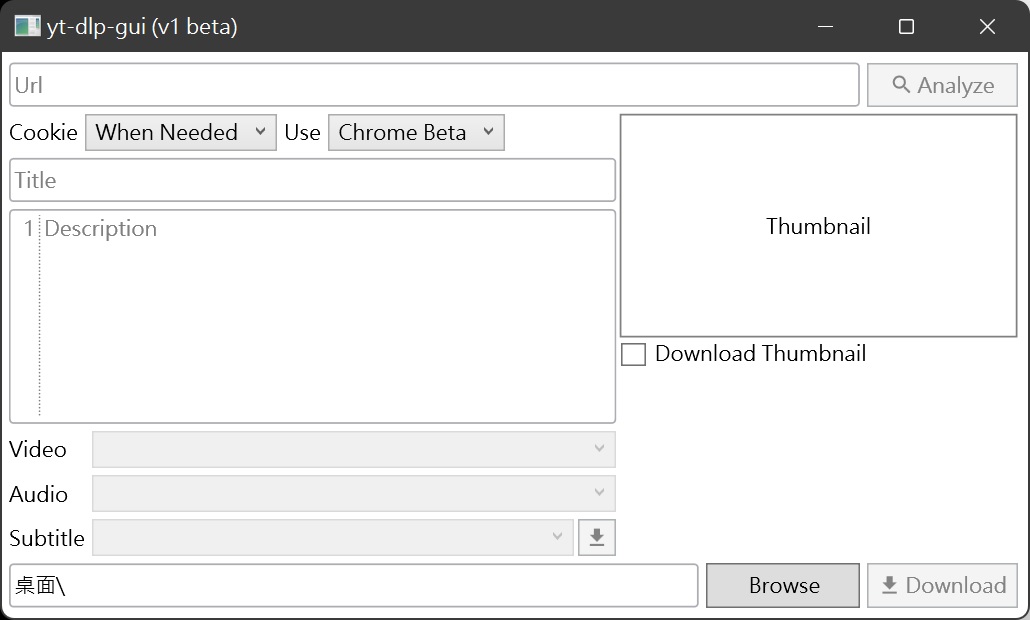 yt-dlp-gui (v1 beta)
Url
Analyze
Cookie When Needed Use Chrome Beta
Title
1 Description
Thumbnail
Download Thumbnail
Video
Audio
Subtitle
桌面\
Browse
Download